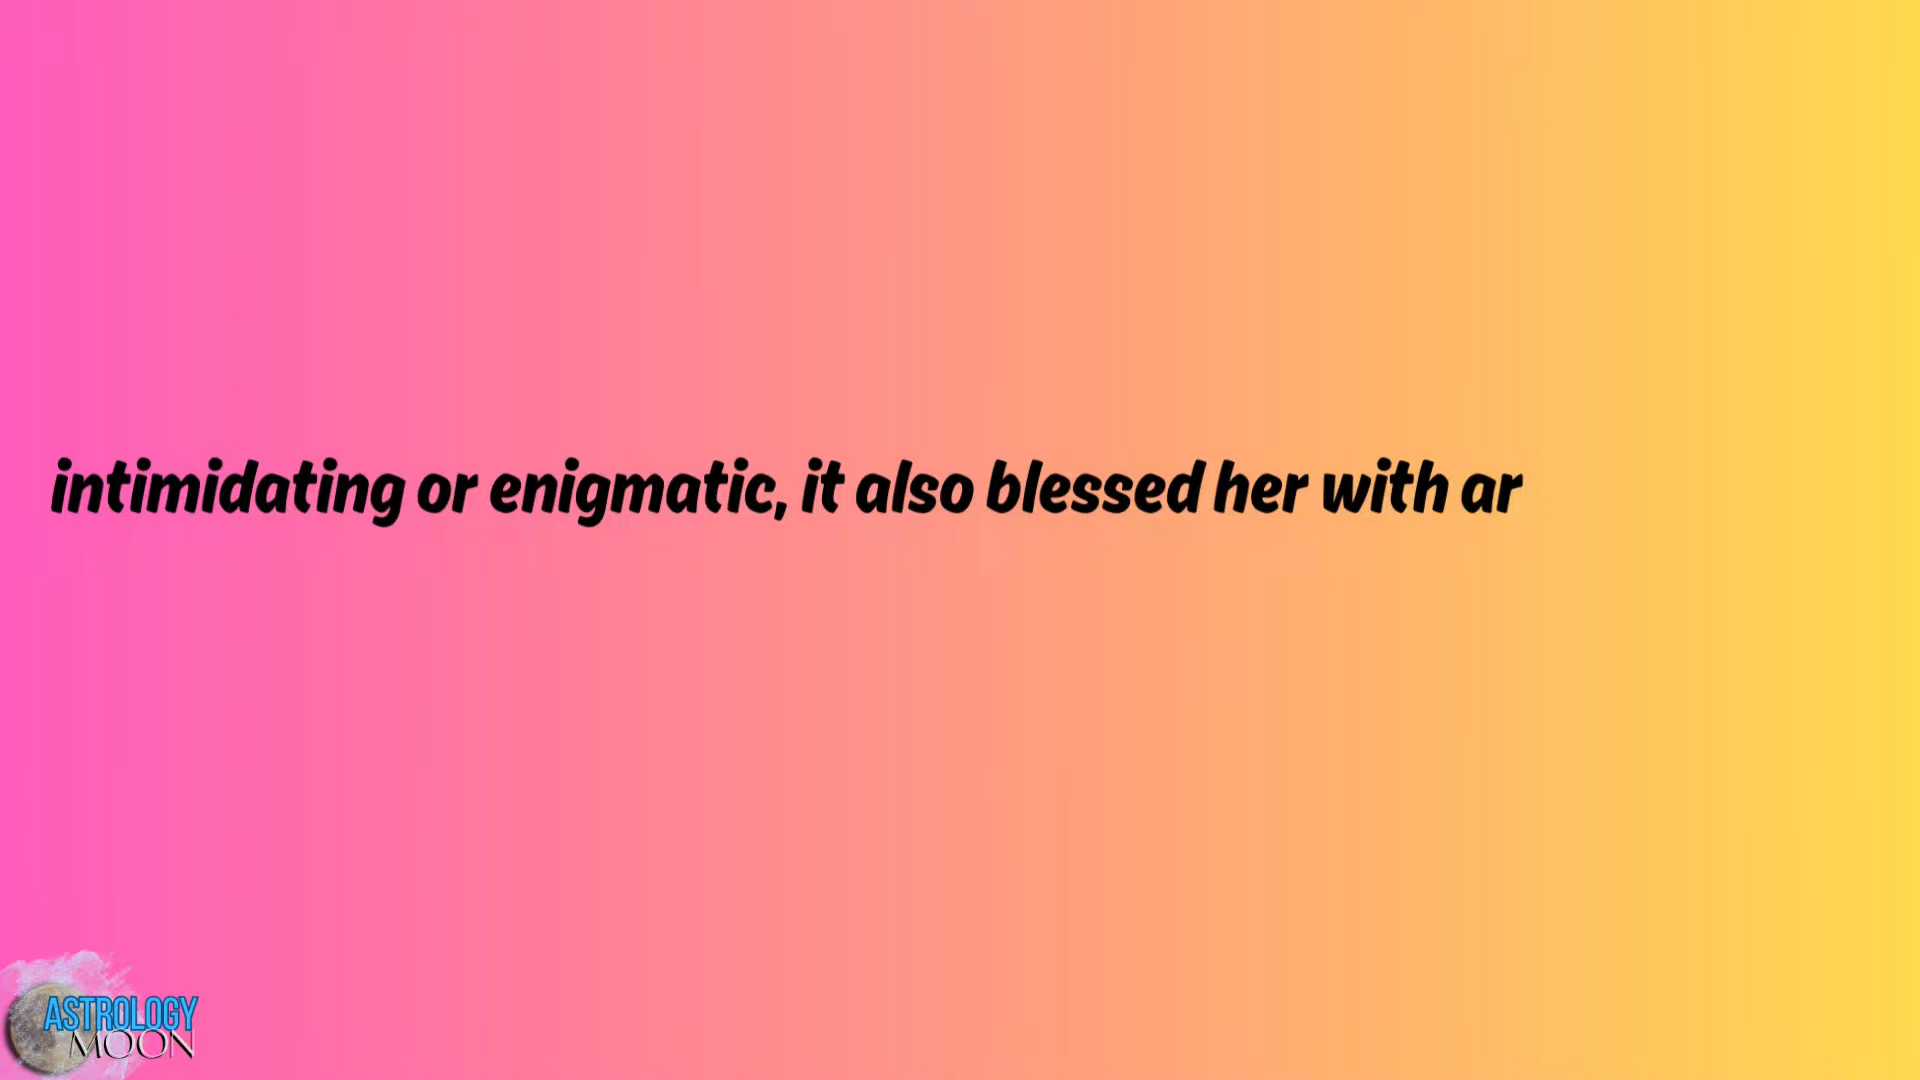 intimidating or enigmatic, it also blessed her with ar
ASTROLOGY
MOON